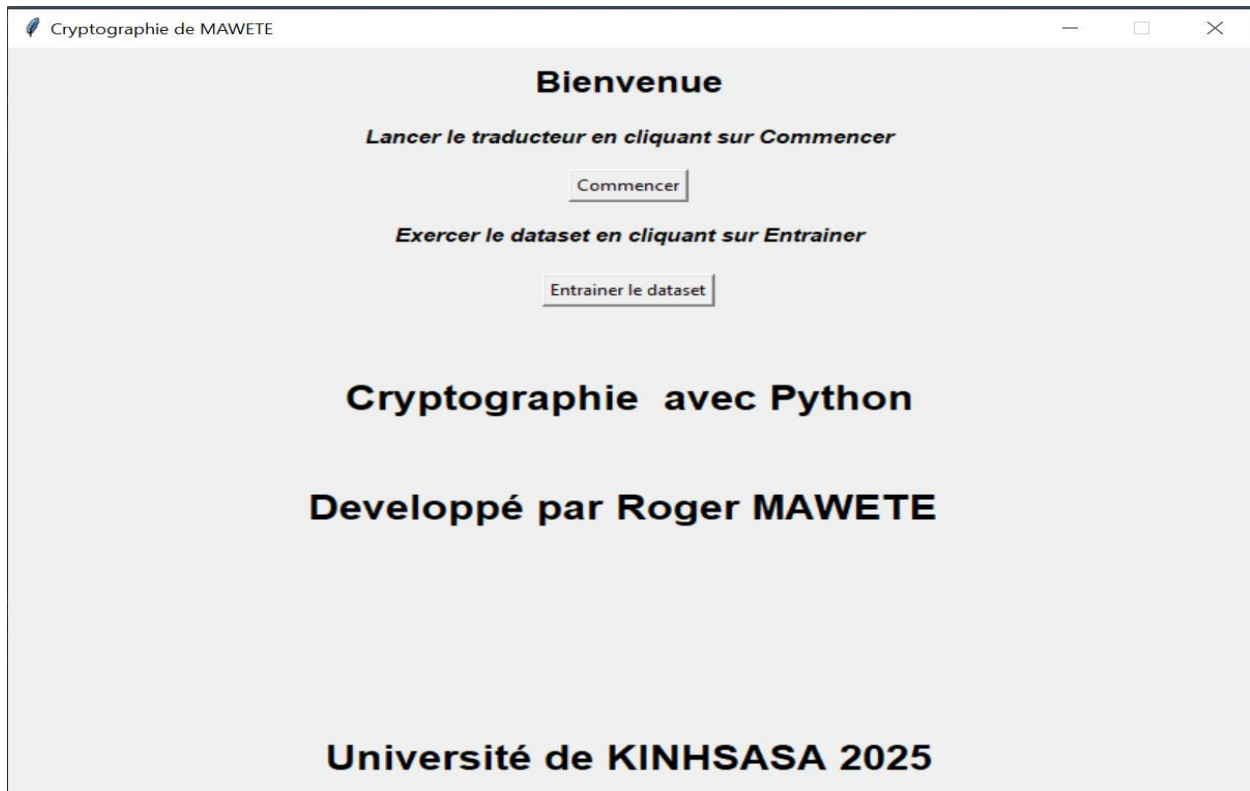 Cryptographie de MAWETE
Bienvenue
Lancer le traducteur en cliquant sur Commencer
Commencer
Exercer le dataset en cliquant sur Entrainer
Entrainer le dataset
Cryptographie  avec Python
Developpé par Roger MAWETE
Université de KINHSASA 2025